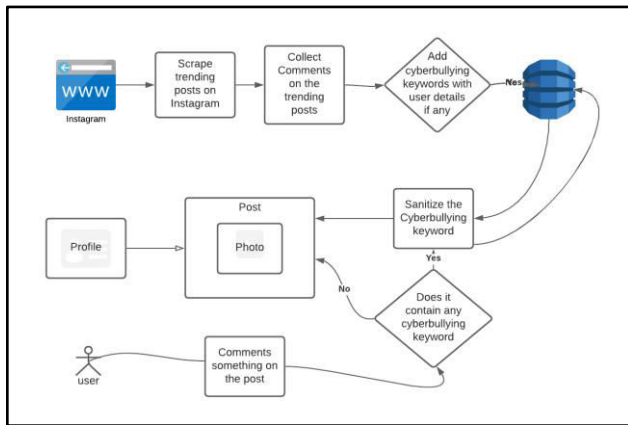 WWW
Instagram
Scrape
trending
posts on
Instagram
Collect
Comments
on the
trending
posts
Add
cyberbullying
keywords with
user details
if any
Yes
Post
Photo
Profile
Sanitize the
Cyberbullying
keyword
Yes
No
Does it
contain any
cyberbullying
keyword
Comments
something on
the post
user